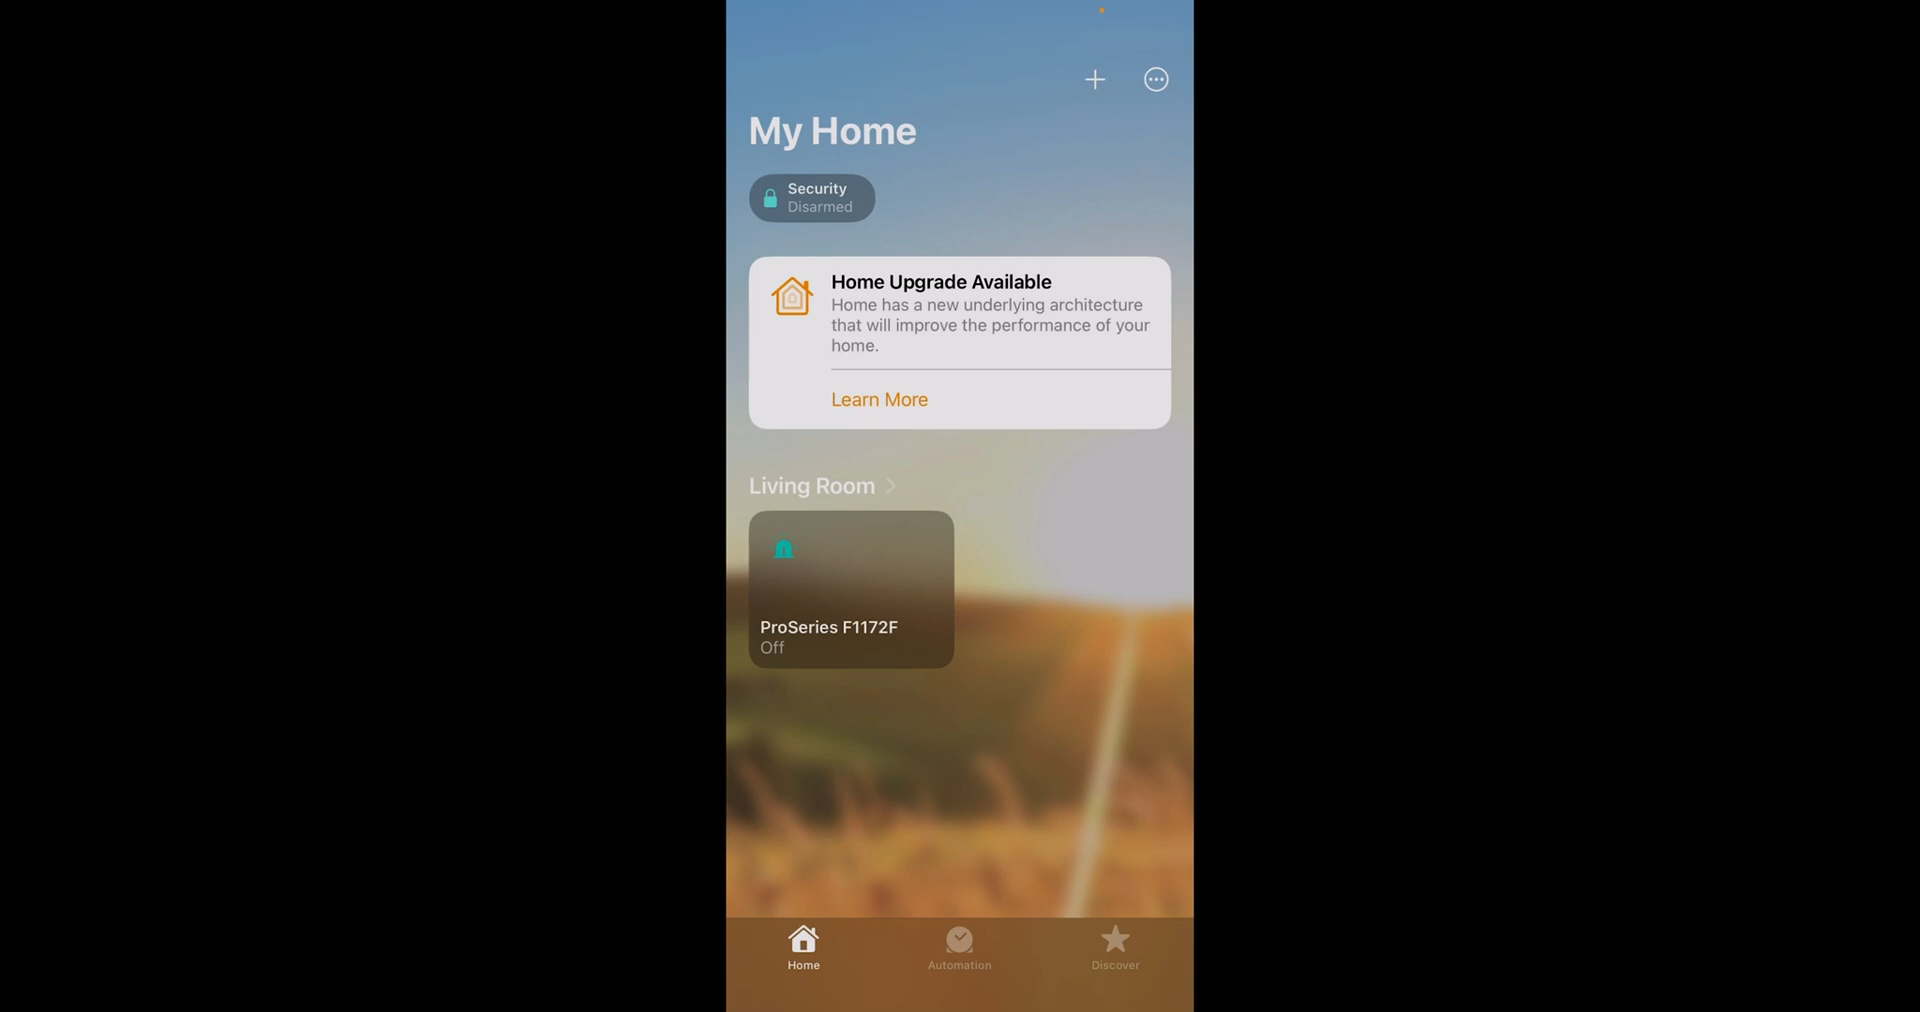 My Home
Security
Disarmed
Home Upgrade Available
Home has a new underlying architecture
that will improve the performance of your
home.
Learn More
Living Room
ProSeries F1172F
Off
Home
Automation
Discover